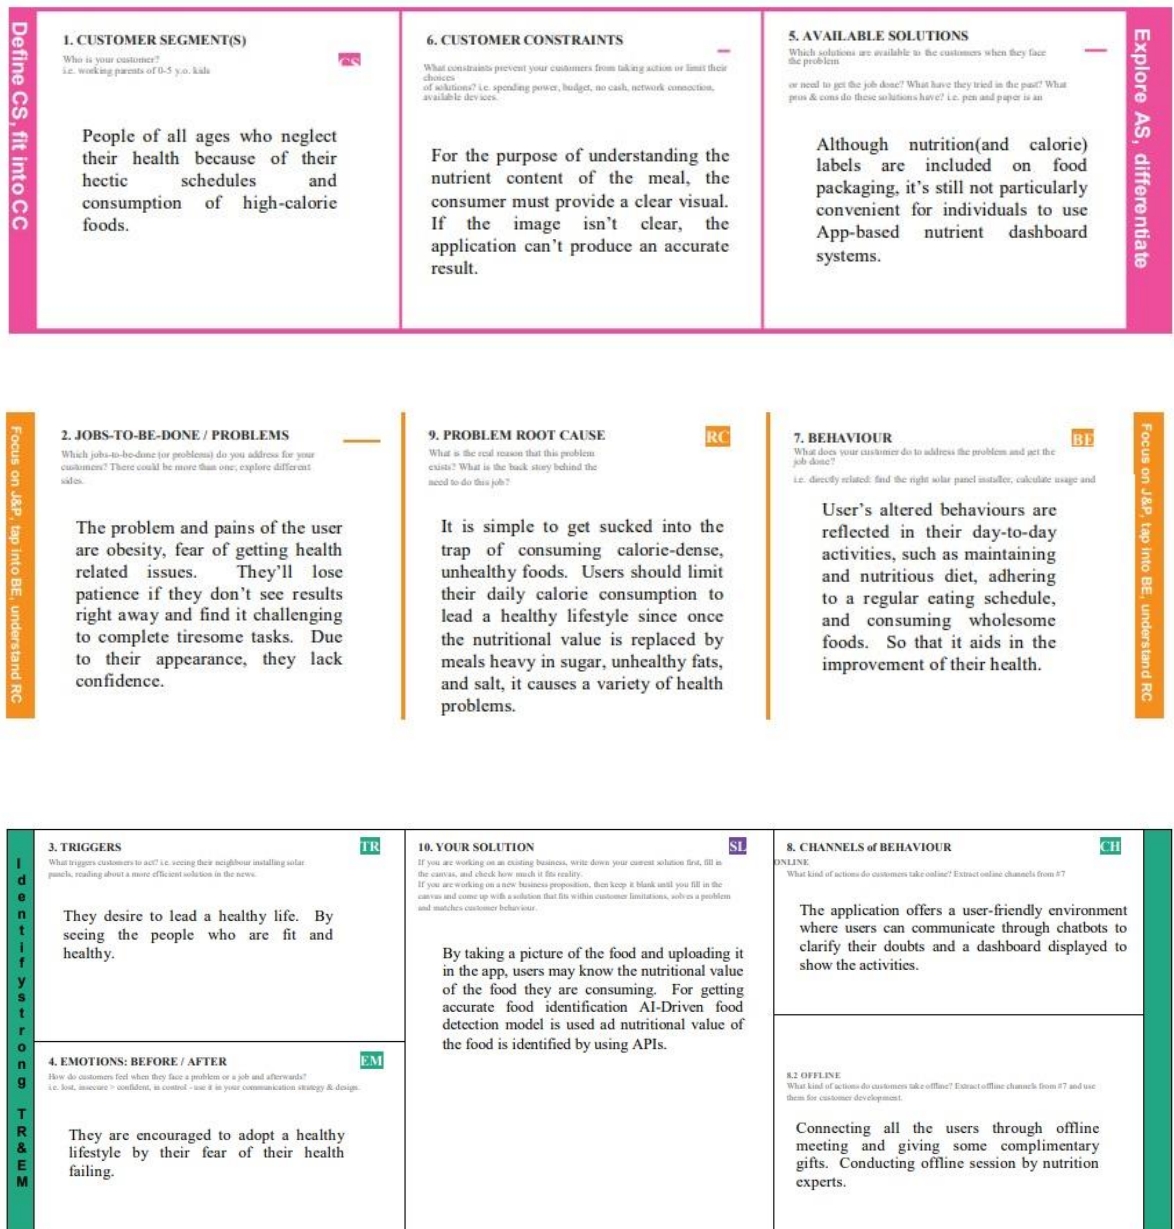 Define CS, fit into CC
1. CUSTOMER SEGMENT(S)
CS
Who is your customer?
i.e. working parents of 0-5 y.o. kids
People of all ages who neglect
their health because of their
hectic schedules and
consumption of high-calorie
foods.
6. CUSTOMER CONSTRAINTS
What constraints prevent your customers from taking action or limit their
choices
of solutions? i.e. spending power, budget, no cash, network connection,
available devices.
For the purpose of understanding the
nutrient content of the meal, the
consumer must provide a clear visual.
If the image isn't clear, the
application can't produce an accurate
result.
5. AVAILABLE SOLUTIONS
Which solutions are available to the customers when they face
the problem
or need to get the job done? What have they tried in the past? What
pros & cons do these solutions have? i.e. pen and paper is an
Although nutrition(and calorie)
labels are included on food
packaging, it's still not particularly
convenient for individuals to use
App-based nutrient dashboard
systems.
Explore AS, differentiate
Focus on J&P, tap into BE, understand RC
2. JOBS-TO-BE-DONE / PROBLEMS
Which jobs-to-be-done (or problems) do you address for your
customers? There could be more than one; explore different
sides.
The problem and pains of the user
are obesity, fear of getting health
related issues. They'll lose
patience if they don't see results
right away and find it challenging
to complete tiresome tasks. Due
to their appearance, they lack
confidence.
9. PROBLEM ROOT CAUSE
RC
What is the real reason that this problem
exists? What is the back story behind the
need to do this job?
It is simple to get sucked into the
trap of consuming calorie-dense,
unhealthy foods. Users should limit
their daily calorie consumption to
lead a healthy lifestyle since once
the nutritional value is replaced by
meals heavy in sugar, unhealthy fats,
and salt, it causes a variety of health
problems.
7. BEHAVIOUR
BE
What does your customer do to address the problem and get the
job done?
i.e. directly related: find the right solar panel installer, calculate usage and
User's altered behaviours are
reflected in their day-to-day
activities, such as maintaining
and nutritious diet, adhering
to a regular eating schedule,
and consuming wholesome
foods. So that it aids in the
improvement of their health.
Focus on J&P, tap into BE, understand RC
Identifystrong TR&EM
3. TRIGGERS
TR
What triggers customers to act? i.e. seeing their neighbour installing solar
panels, reading about a more efficient solution in the news.
They desire to lead a healthy life. By
seeing the people who are fit and
healthy.
4. EMOTIONS: BEFORE / AFTER
EM
How do customers feel when they face a problem or a job and afterwards?
i.e. lost, insecure > confident, in control - use it in your communication strategy & design.
They are encouraged to adopt a healthy
lifestyle by their fear of their health
failing.
10. YOUR SOLUTION
SL
If you are working on an existing business, write down your current solution first, fill in
the canvas, and check how much it fits reality.
If you are working on a new business proposition, then keep it blank until you fill in the
canvas and come up with a solution that fits within customer limitations, solves a problem
and matches customer behaviour.
By taking a picture of the food and uploading it
in the app, users may know the nutritional value
of the food they are consuming. For getting
accurate food identification AI-Driven food
detection model is used ad nutritional value of
the food is identified by using APIs.
8. CHANNELS of BEHAVIOUR
CH
ONLINE
What kind of actions do customers take online? Extract online channels from #7
The application offers a user-friendly environment
where users can communicate through chatbots to
clarify their doubts and a dashboard displayed to
show the activities.
8.2 OFFLINE
What kind of actions do customers take offline? Extract offline channels from #7 and use
them for customer development.
Connecting all the users through offline
meeting and giving some complimentary
gifts. Conducting offline session by nutrition
experts.